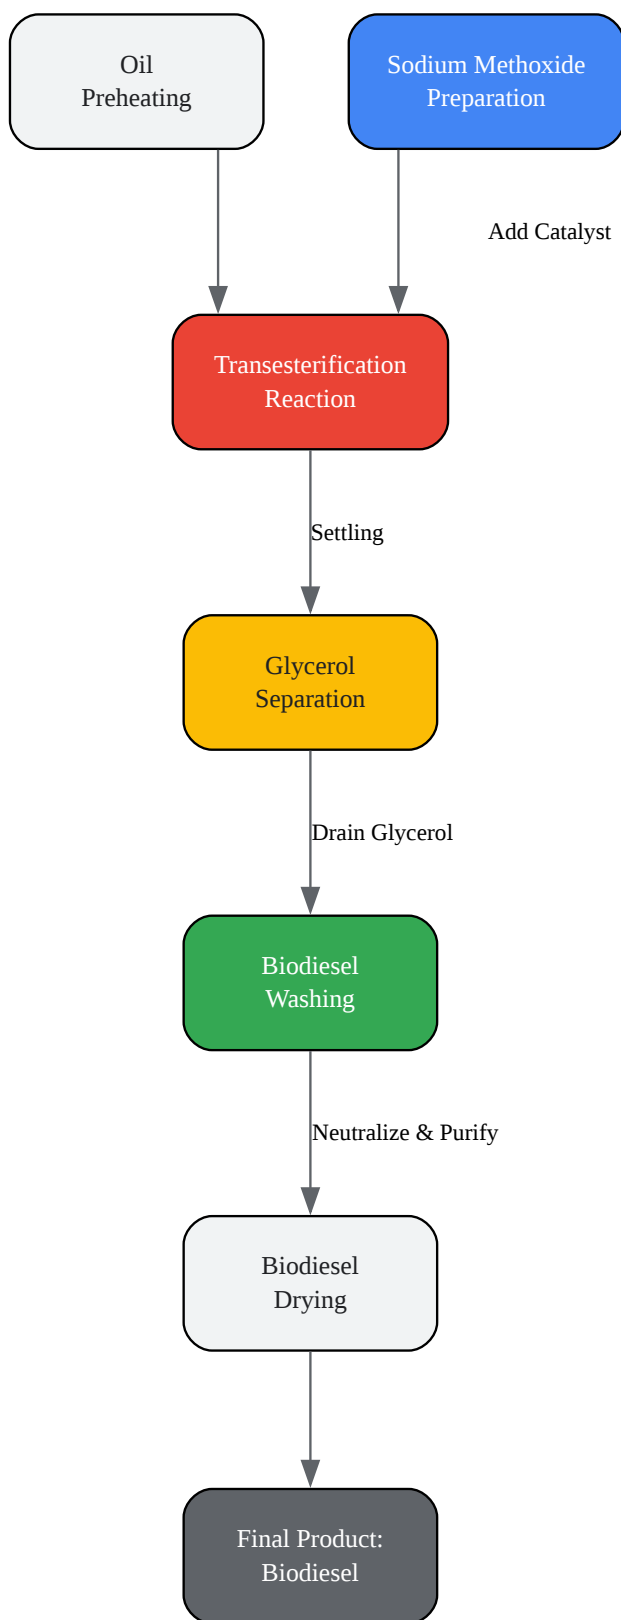 Oil
Preheating
Sodium Methoxide
Preparation
Add Catalyst
Transesterification
Reaction
Settling
Glycerol
Separation
Drain Glycerol
Biodiesel
Washing
Neutralize & Purify
Biodiesel
Drying
Final Product:
Biodiesel